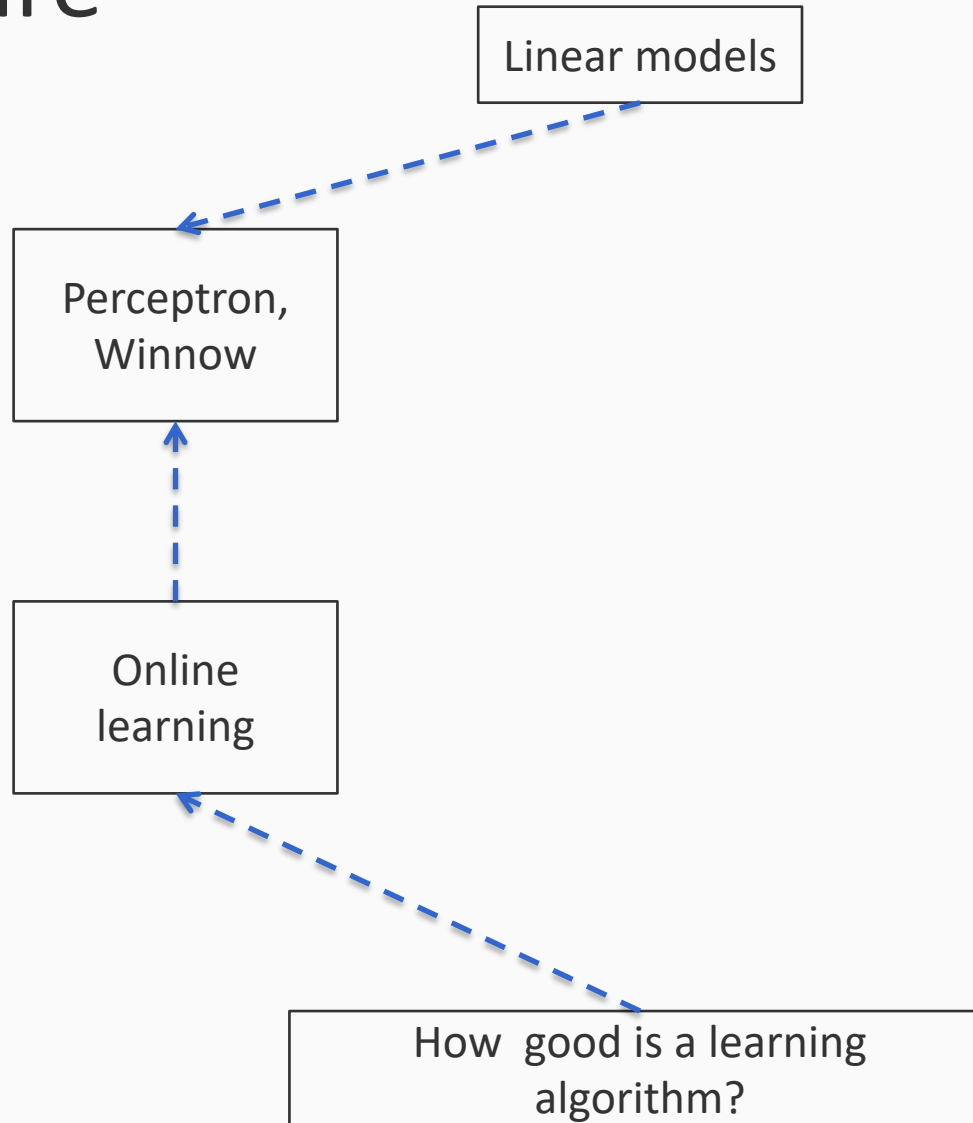 Linear models
Perceptron,
Winnow
Online
learning
How good is a learning
algorithm?